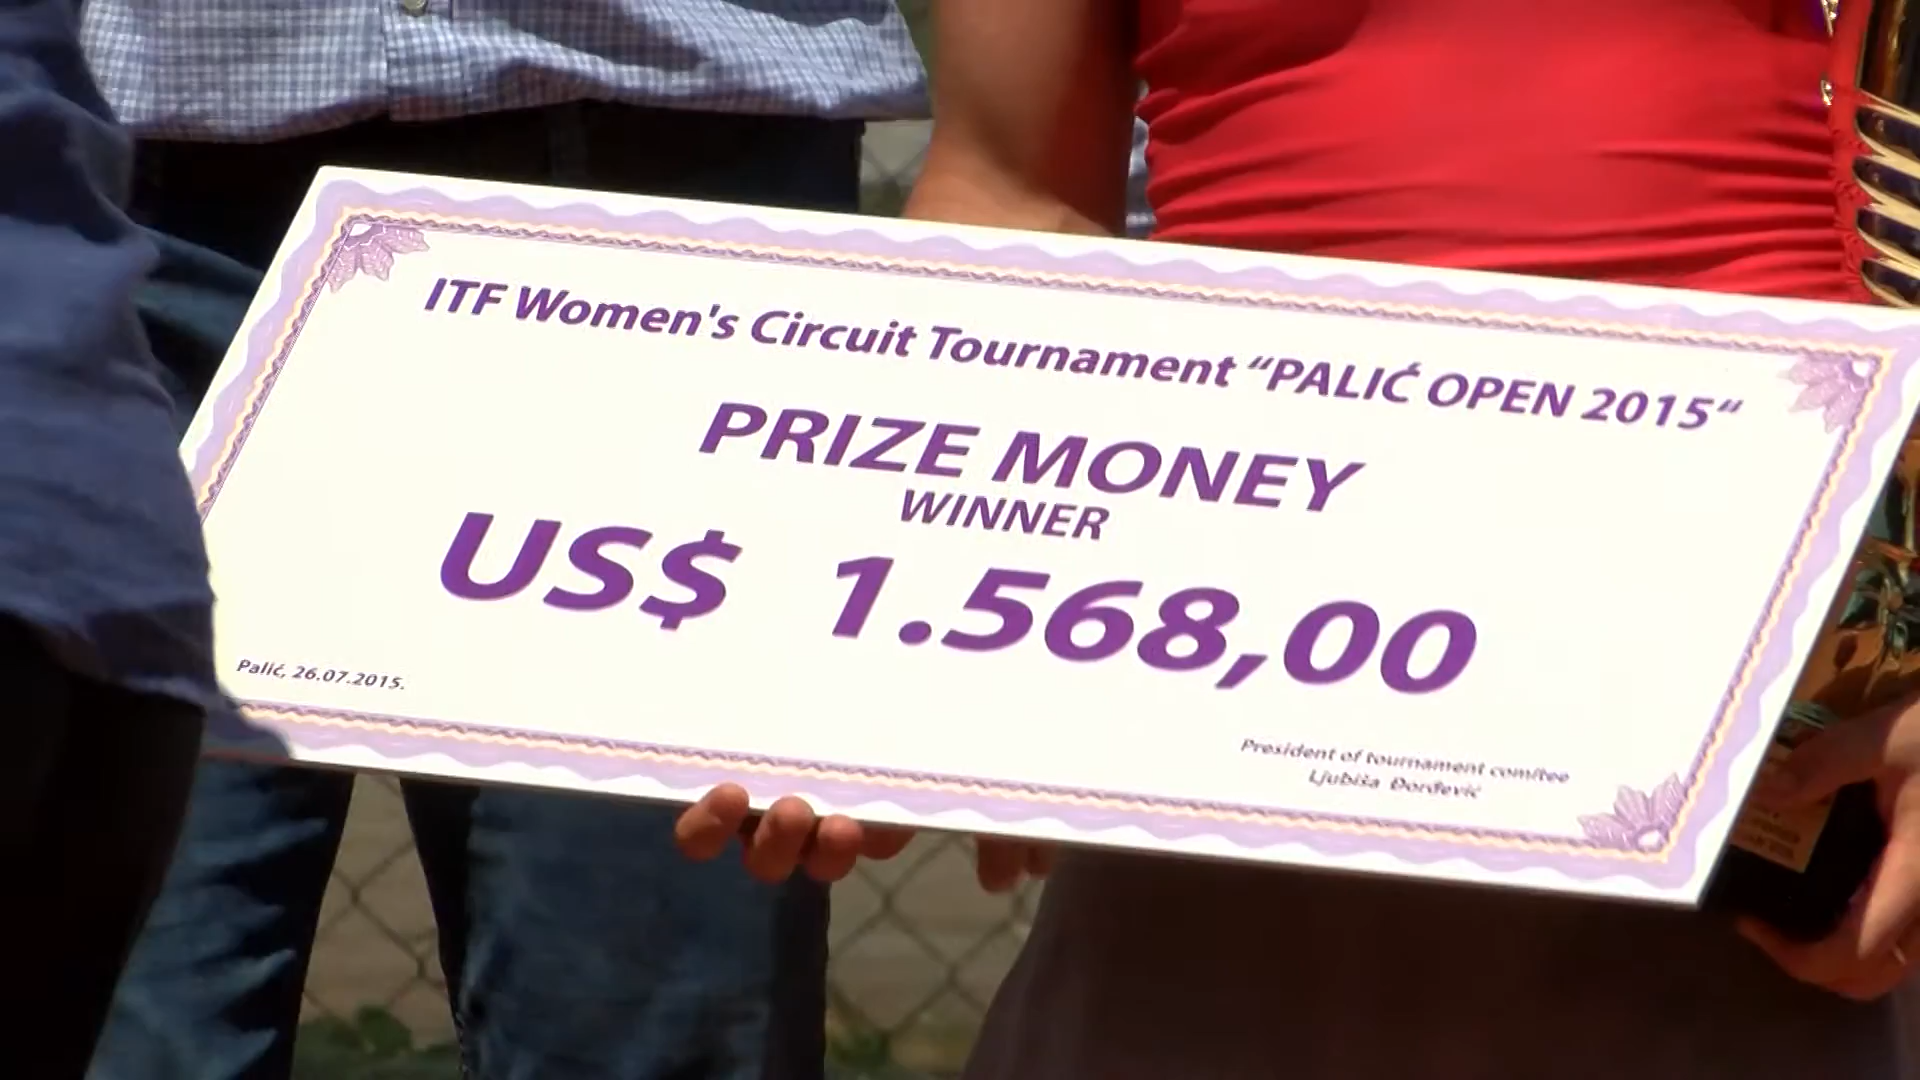 ITF Women's Circuit Tournament “PALIĆ OPEN 2015“
PRIZE MONEY
WINNER
US$ 1.568,00
Palić, 26.07.2015.
President of tournament comitee
Ljubiša Đorđević